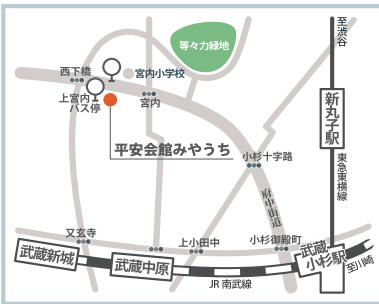 至渋谷
等々力緑地
西下橋
宮内小学校
上宮内
バス停
宮内
新丸子駅
平安会館みやうち
小杉十字路
東急東横線
府中街道
又玄寺
上小田中
小杉御殿町
武蔵新城
武蔵中原
武蔵
小杉駅
至川崎
JR 南武線